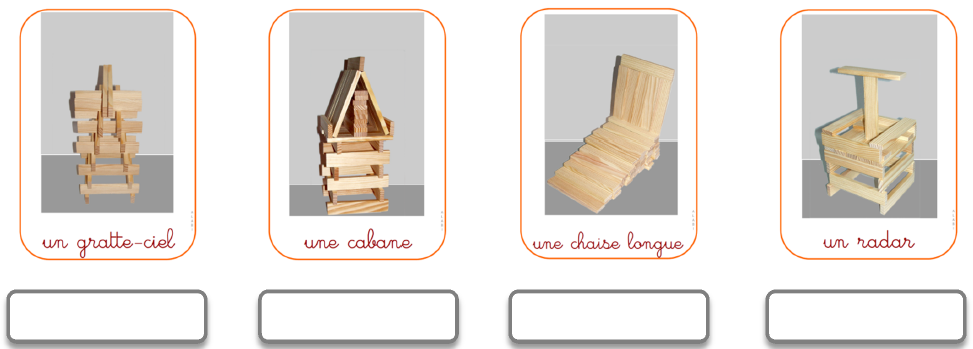 un gratte-ciel
une cabane
une chaise longue
un radar